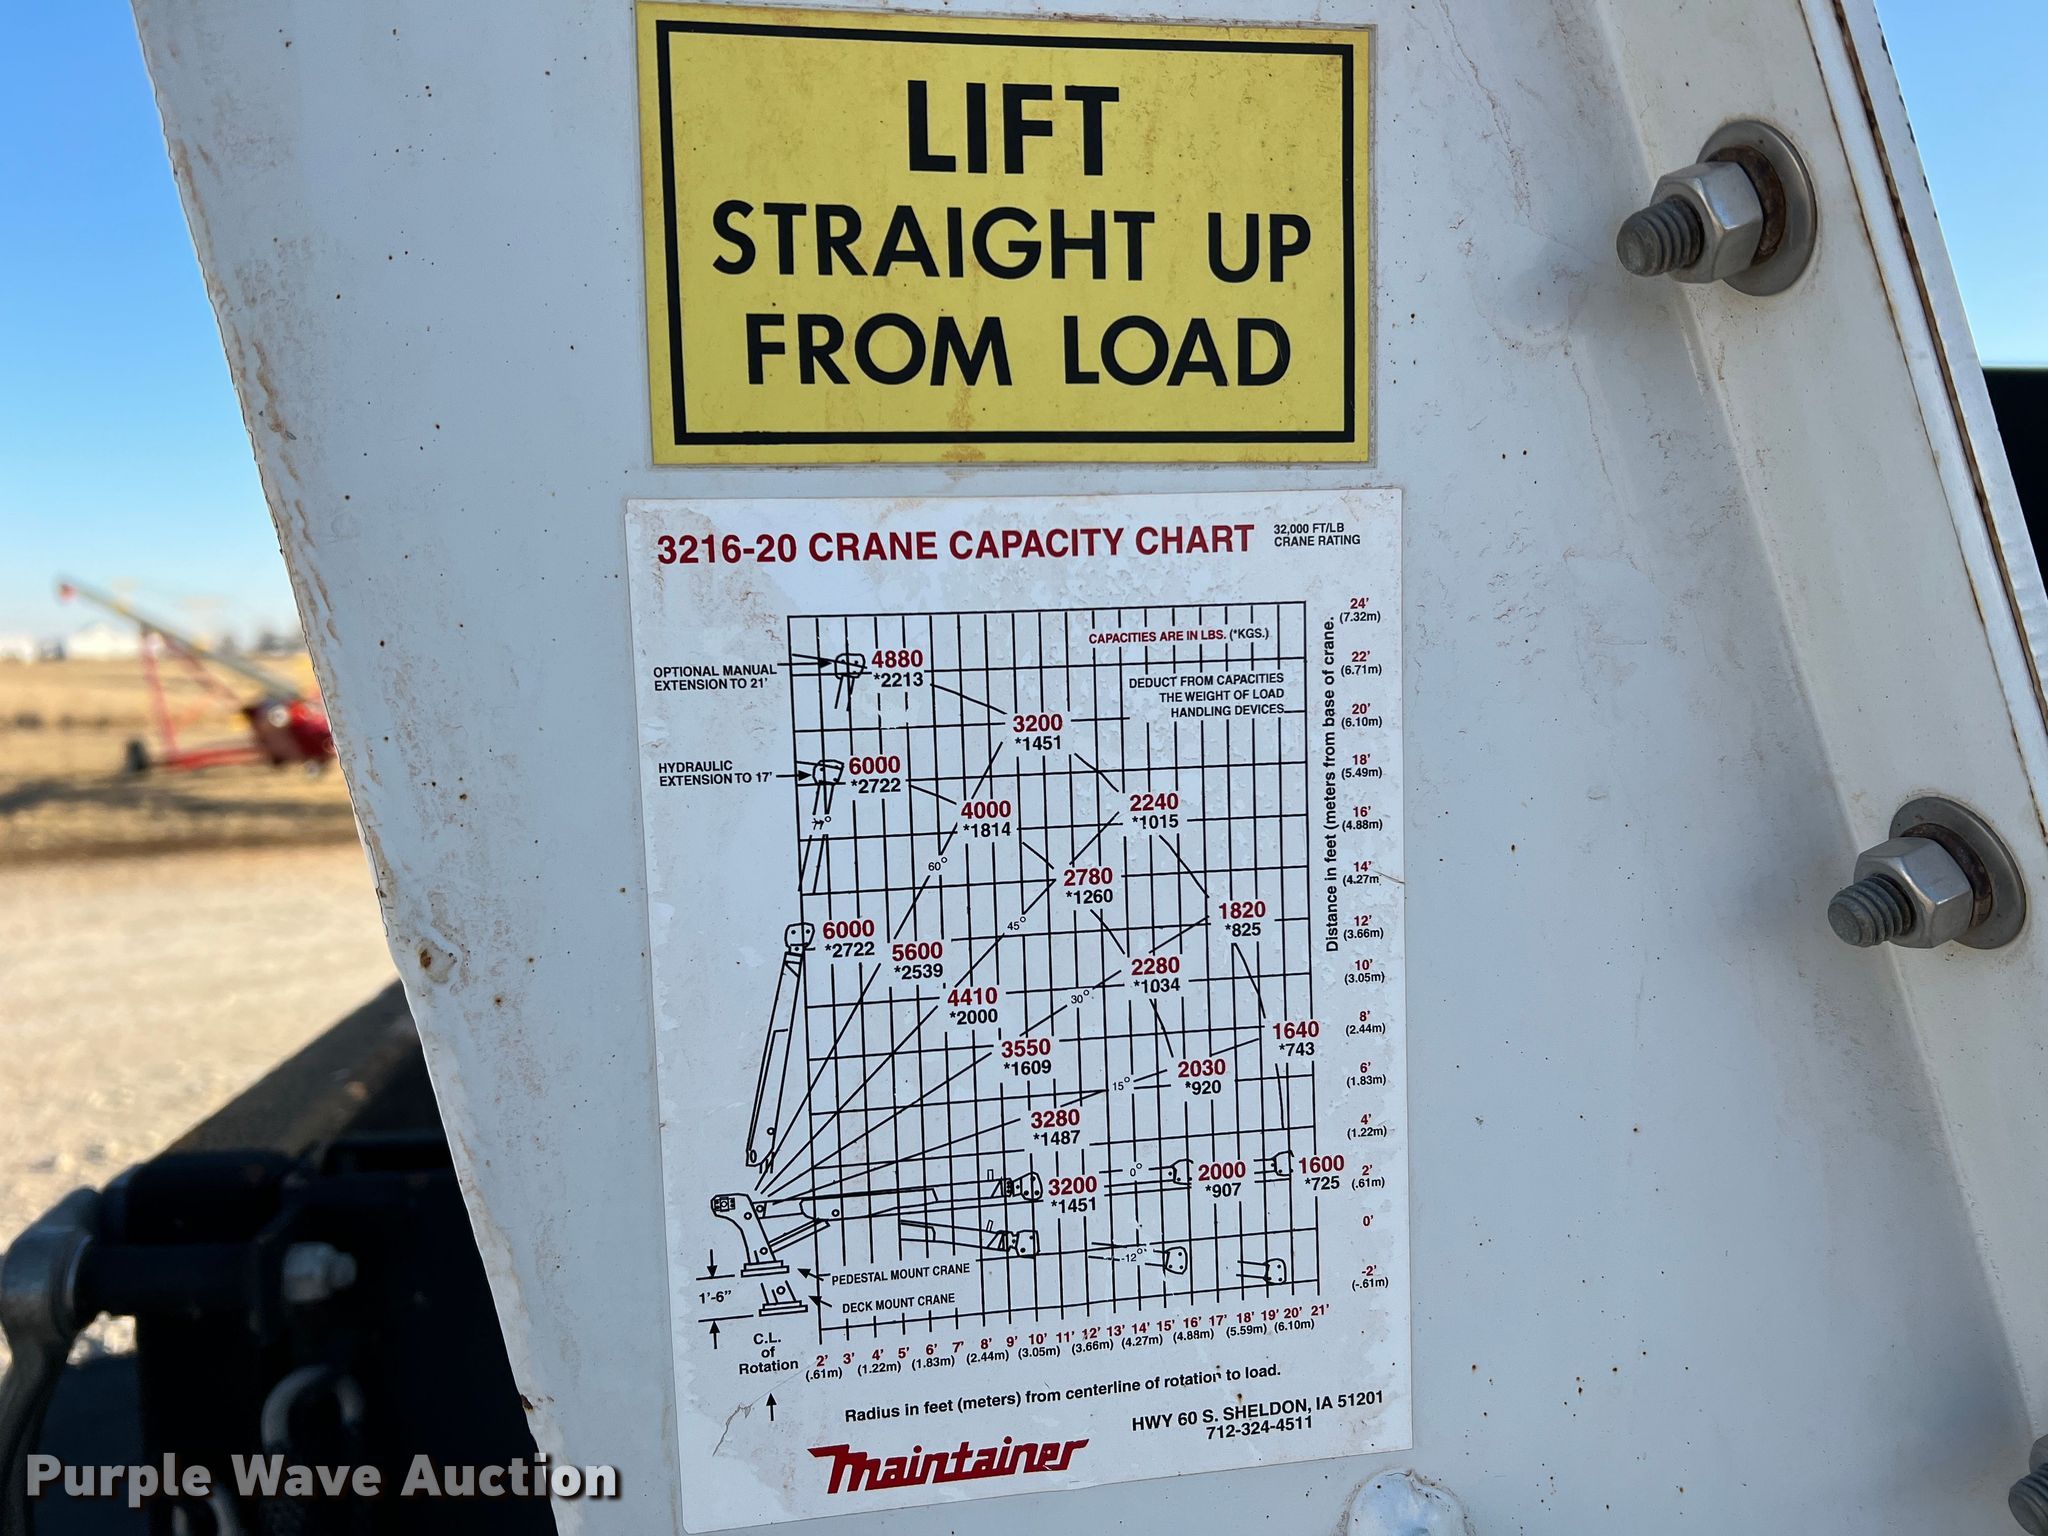 LIFT
STRAIGHT UP
FROM LOAD
3216-20 CRANE CAPACITY CHART
32,000 FT/LB
CRANE RATING
CAPACITIES ARE IN LBS. (*KGS.)
DEDUCT FROM CAPACITIES
THE WEIGHT OF LOAD
HANDLING DEVICES
OPTIONAL MANUAL
EXTENSION TO 21'
4880
*2213
3200
*1451
HYDRAULIC
EXTENSION TO 17'
6000
*2722
4000
*1814
2240
*1015
60°
2780
*1260
45°
1820
*825
6000
*2722
5600
*2539
4410
*2000
2280
*1034
30°
3550
*1609
1640
*743
2030
*920
15°
3280
*1487
3200
*1451
0°
2000
*907
1600
*725
-12°
Distance in feet (meters from base of crane.
24'
(7.32m)
22'
(6.71m)
20'
(6.10m)
18'
(5.49m)
16'
(4.88m)
14'
(4.27m
12'
(3.66m)
10'
(3.05m)
8'
(2.44m)
6'
(1.83m)
4'
(1.22m)
2'
(.61m)
0'
-2'
(-.61m)
PEDESTAL MOUNT CRANE
1'-6"
DECK MOUNT CRANE
C.L.
of
Rotation
2' 3' 4' 5' 6' 7' 8' 9' 10' 11' 12' 13' 14' 15' 16' 17' 18' 19' 20' 21'
(.61m) (1.22m) (1.83m) (2.44m) (3.05m) (3.66m) (4.27m) (4.88m) (5.59m) (6.10m)
Radius in feet (meters) from centerline of rotation to load.
HWY 60 S. SHELDON, IA 51201
712-324-4511
Maintainer
Purple Wave Auction